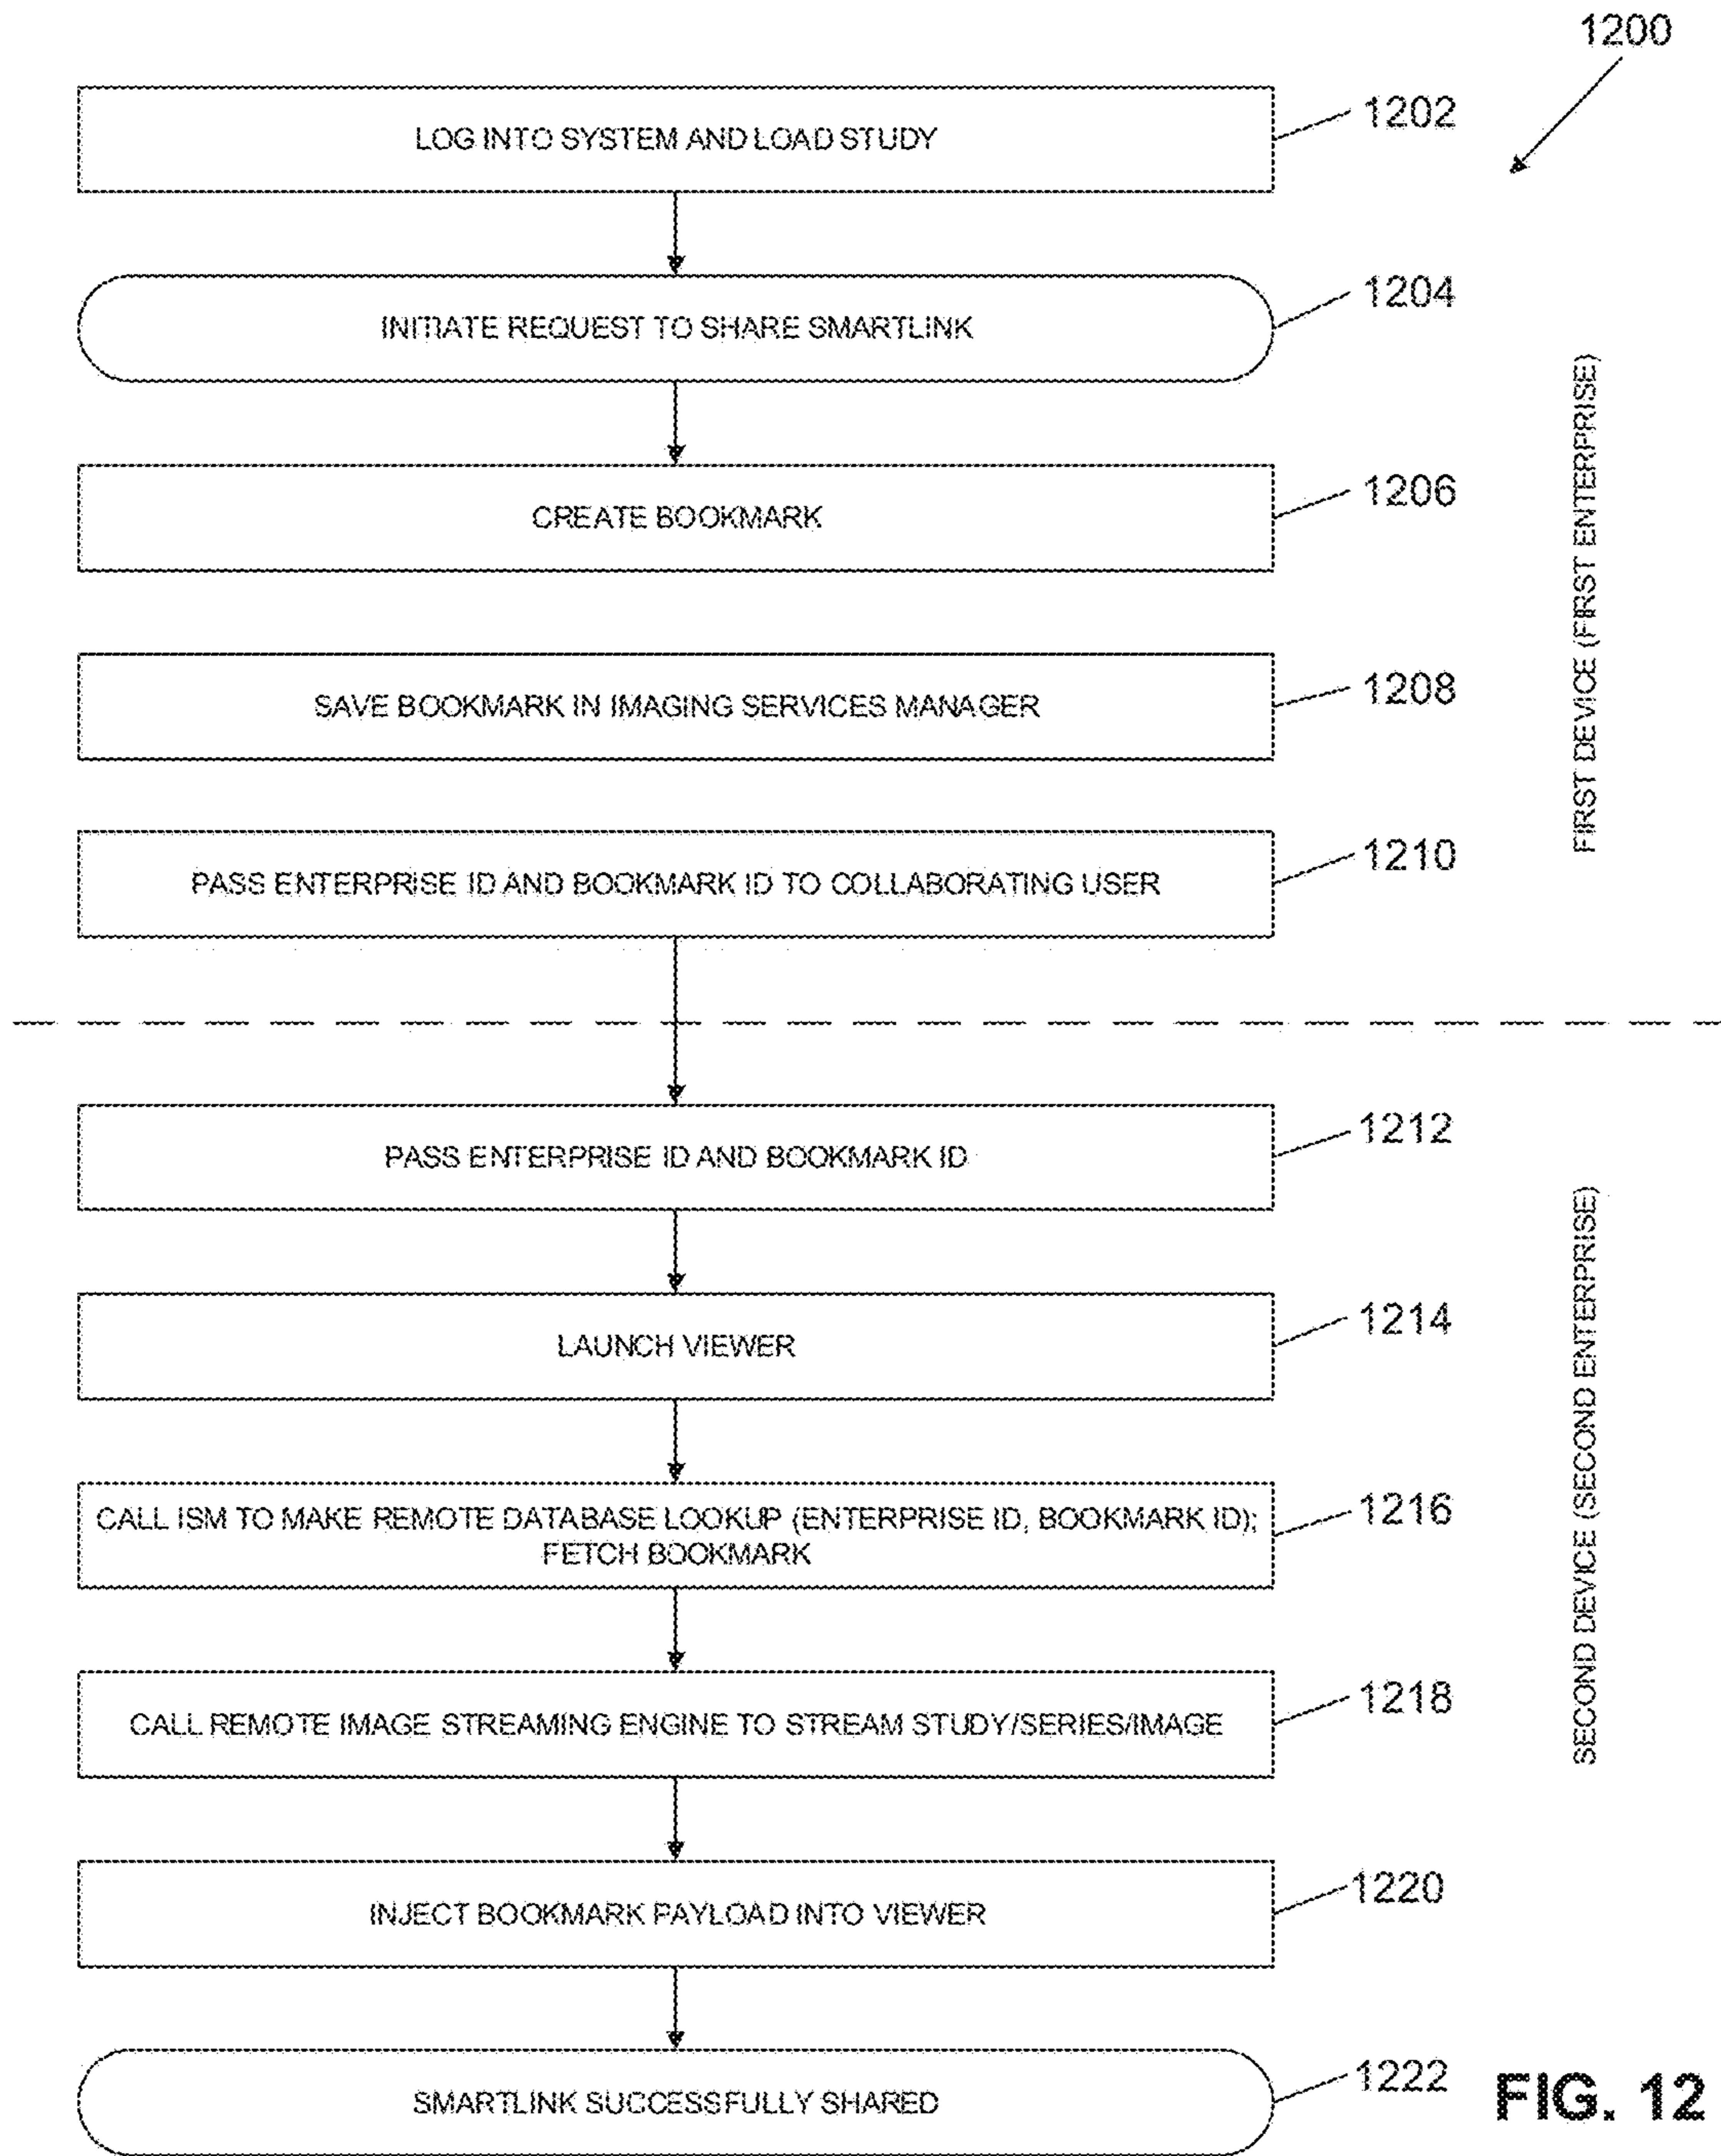 1200
LOG INTO SYSTEM AND LOAD STUDY
1202
INITIATE REQUEST TO SHARE SMARTLINK
1204
CREATE BOOKMARK
1206
SAVE BOOKMARK IN IMAGING SERVICES MANAGER
1208
PASS ENTERPRISE ID AND BOOKMARK ID TO COLLABORATING USER
1210
FIRST DEVICE (FIRST ENTERPRISE)
PASS ENTERPRISE ID AND BOOKMARK ID
1212
LAUNCH VIEWER
1214
CALL ISM TO MAKE REMOTE DATABASE LOOKUP (ENTERPRISE ID, BOOKMARK ID);
FETCH BOOKMARK
1216
CALL REMOTE IMAGE STREAMING ENGINE TO STREAM STUDY/SERIES/IMAGE
1218
INJECT BOOKMARK PAYLOAD INTO VIEWER
1220
SMARTLINK SUCCESSFULLY SHARED
1222
SECOND DEVICE (SECOND ENTERPRISE)
FIG. 12